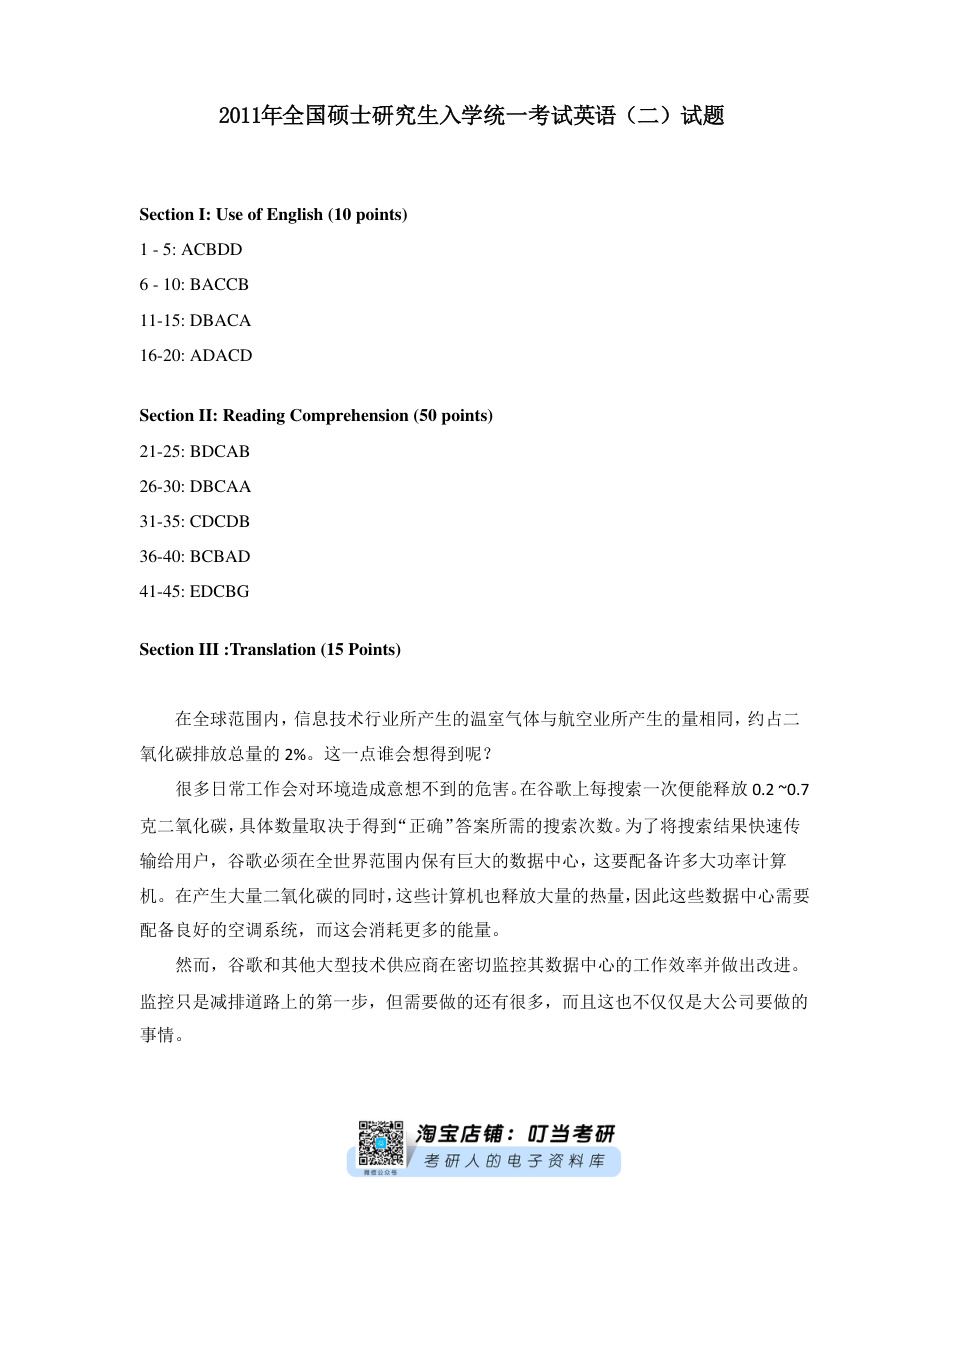 2011年全国硕士研究生入学统一考试英语（二）试题
Section I: Use of English (10 points)
1 - 5: ACBDD
6 - 10: BACCB
11-15: DBACA
16-20: ADACD
Section II: Reading Comprehension (50 points)
21-25: BDCAB
26-30: DBCAA
31-35: CDCDB
36-40: BCBAD
41-45: EDCBG
Section III :Translation (15 Points)
在全球范围内，信息技术行业所产生的温室气体与航空业所产生的量相同，约占二
氧化碳排放总量的 2%。这一点谁会想得到呢？
很多日常工作会对环境造成意想不到的危害。在谷歌上每搜索一次便能释放 0.2 ~0.7
克二氧化碳，具体数量取决于得到“正确”答案所需的搜索次数。为了将搜索结果快速传
输给用户，谷歌必须在全世界范围内保有巨大的数据中心，这要配备许多大功率计算
机。在产生大量二氧化碳的同时，这些计算机也释放大量的热量，因此这些数据中心需要
配备良好的空调系统，而这会消耗更多的能量。
然而，谷歌和其他大型技术供应商在密切监控其数据中心的工作效率并做出改进。
监控只是减排道路上的第一步，但需要做的还有很多，而且这也不仅仅是大公司要做的
事情。
淘宝店铺：叮当考研
考研人的电子资料库
微信公众号